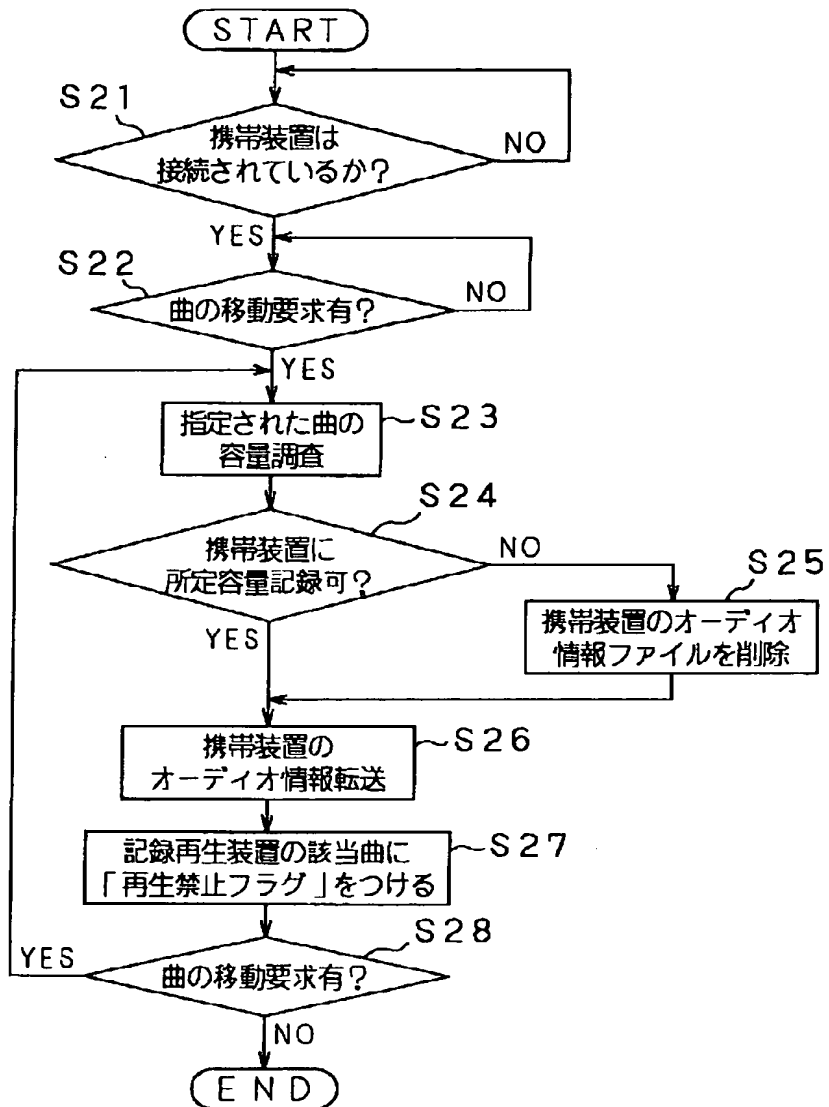 START
S21
携帯装置は
接続されているか?
NO
YES
S22
曲の移動要求有?
NO
YES
指定された曲の
容量調査
S23
S24
携帯装置に
所定容量記録可?
NO
YES
S25
携帯装置のオーディオ
情報ファイルを削除
携帯装置の
オーディオ情報転送
S26
記録再生装置の該当曲に
「再生禁止フラグ」をつける
S27
S28
YES
曲の移動要求有?
NO
END